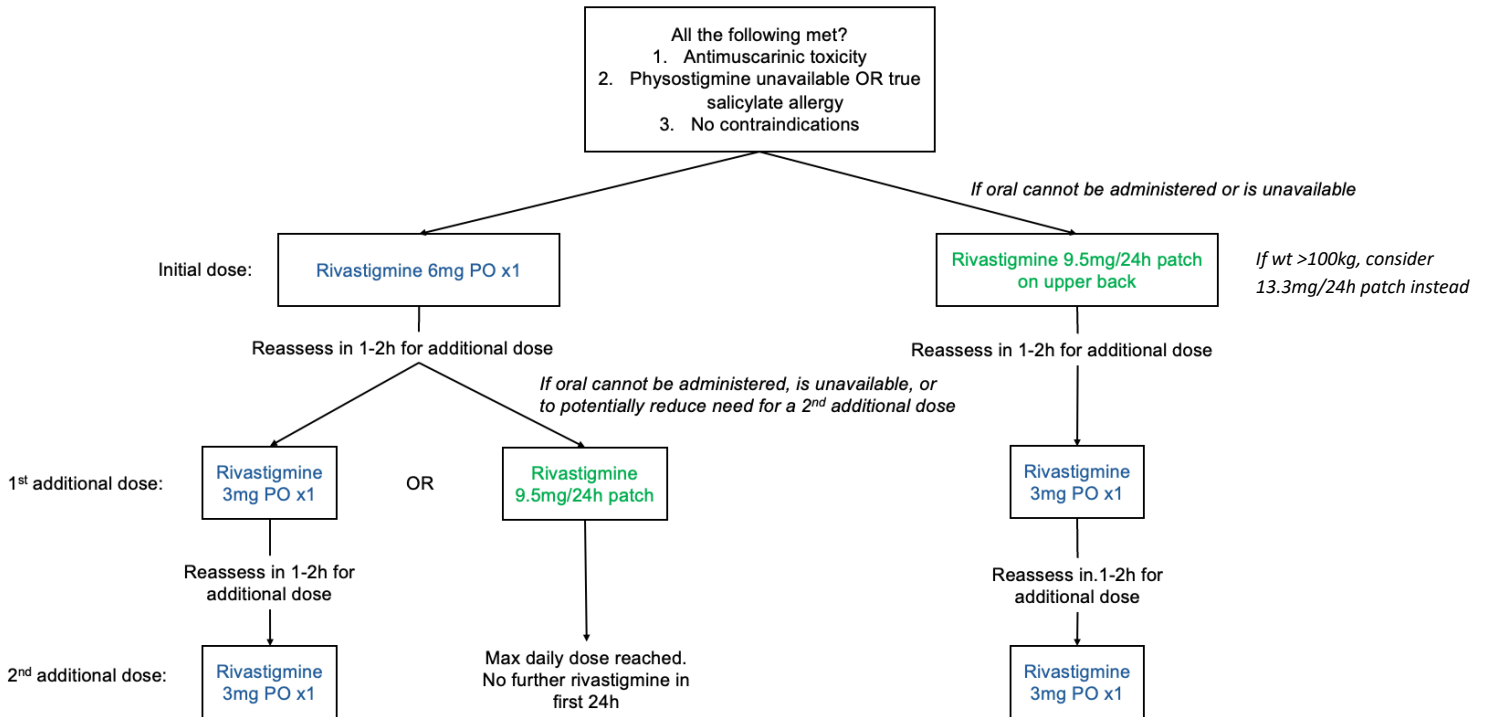 All the following met?
1. Antimuscarinic toxicity
2. Physostigmine unavailable OR true
salicylate allergy
3. No contraindications
If oral cannot be administered or is unavailable
Initial dose:
Rivastigmine 6mg PO x1
Rivastigmine 9.5mg/24h patch
on upper back
If wt >100kg, consider
13.3mg/24h patch instead
Reassess in 1-2h for additional dose
Reassess in 1-2h for additional dose
If oral cannot be administered, is unavailable, or
to potentially reduce need for a 2nd additional dose
1st additional dose:
Rivastigmine
3mg PO x1
OR
Rivastigmine
9.5mg/24h patch
Rivastigmine
3mg PO x1
Reassess in 1-2h for
additional dose
Reassess in.1-2h for
additional dose
2nd additional dose:
Rivastigmine
3mg PO x1
Max daily dose reached.
No further rivastigmine in
first 24h
Rivastigmine
3mg PO x1